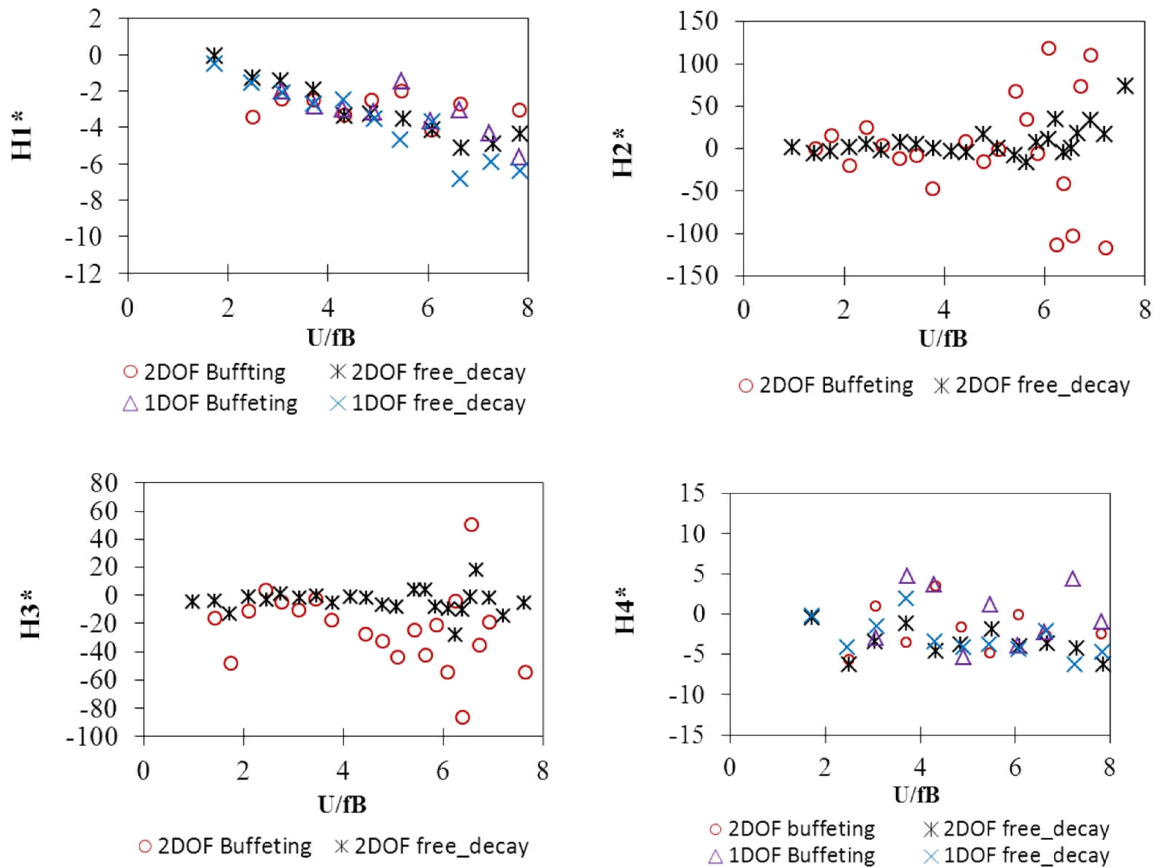 2
0
-2
-4
-6
-8
-10
-12
H1*
0 2 4 6 8
U/fB
2DOF Buffting 2DOF free_decay
1DOF Buffeting 1DOF free_decay
150
100
50
0
-50
-100
-150
H2*
0 2 4 6 8
U/fB
2DOF Buffeting 2DOF free_decay
80
60
40
20
0
-20
-40
-60
-80
-100
H3*
0 2 4 6 8
U/fB
2DOF Buffeting 2DOF free_decay
15
10
5
0
-5
-10
-15
H4*
0 2 4 6 8
U/fB
2DOF buffeting 2DOF free_decay
1DOF Buffeting 1DOF free_decay